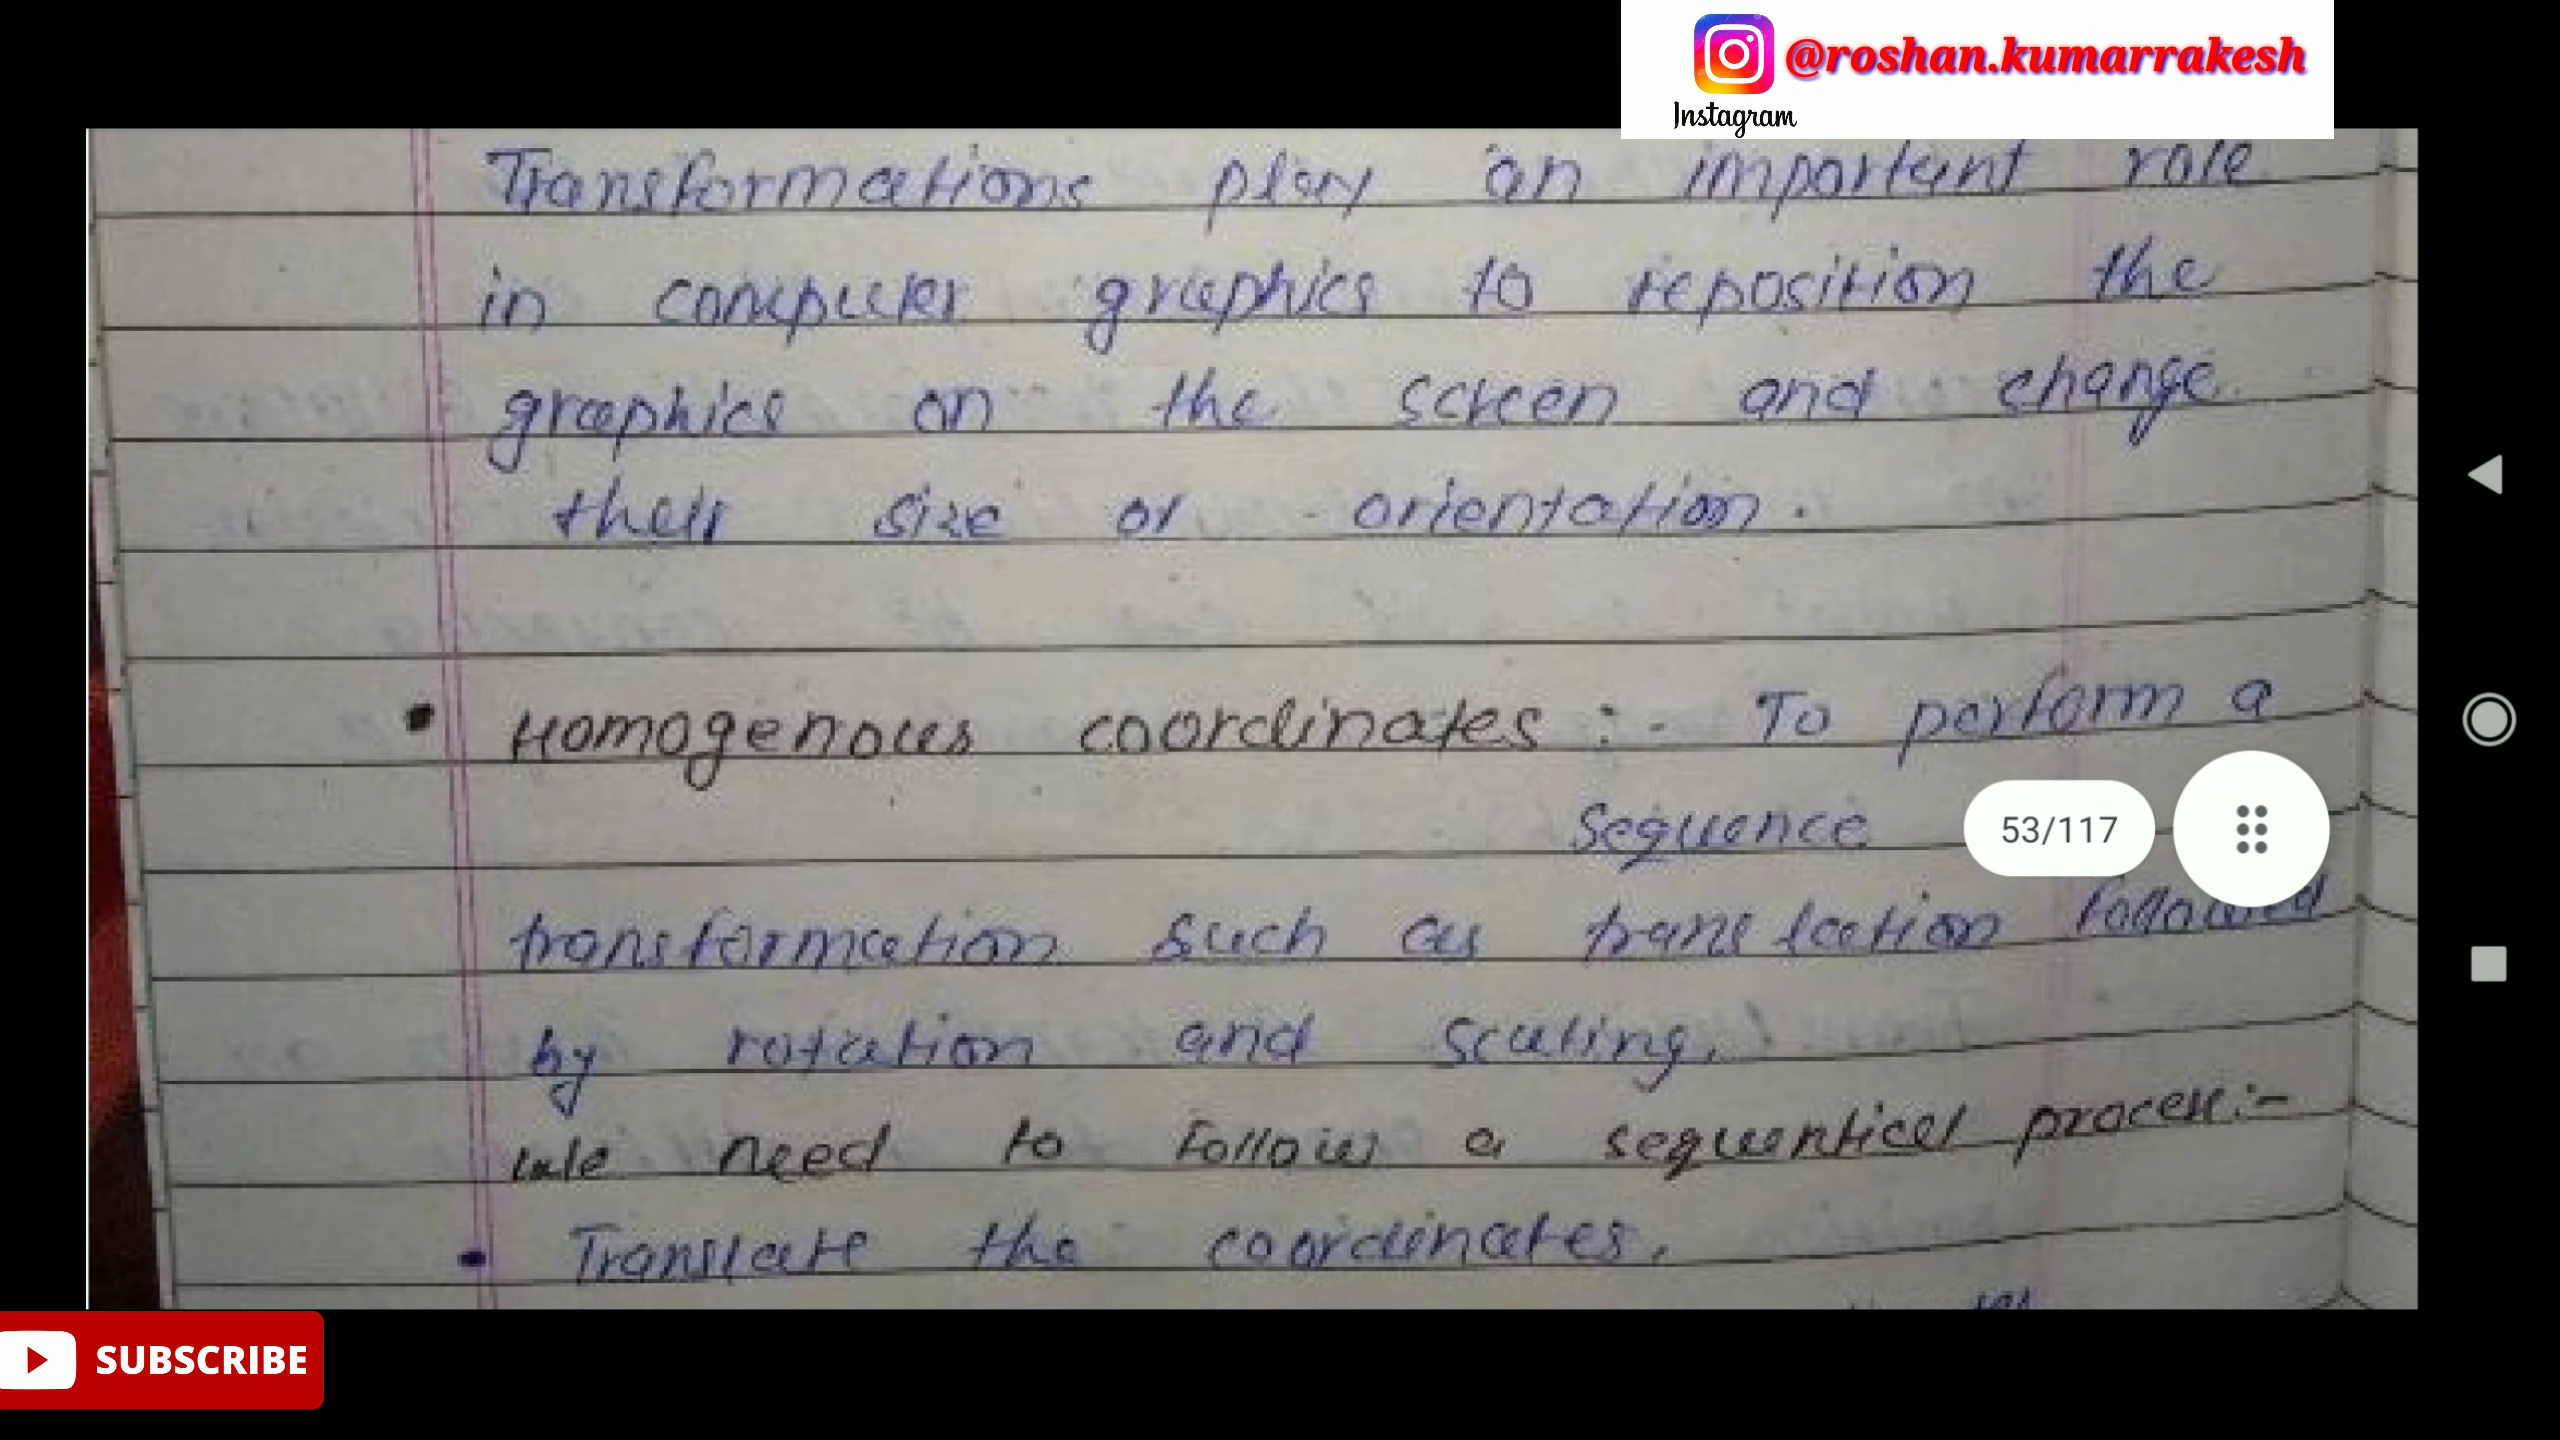 @roshan.kumarrakesh
Instagram
Transformations play an important role
in computer graphics to reposition the
graphics on the screen and change
their size or orientation.
• Homogenous coordinates :- To perform a
Sequence
53/117
transformation such as translation followed
by rotation and scaling.
we need to follow a sequential process:-
• Translate the coordinates.
SUBSCRIBE